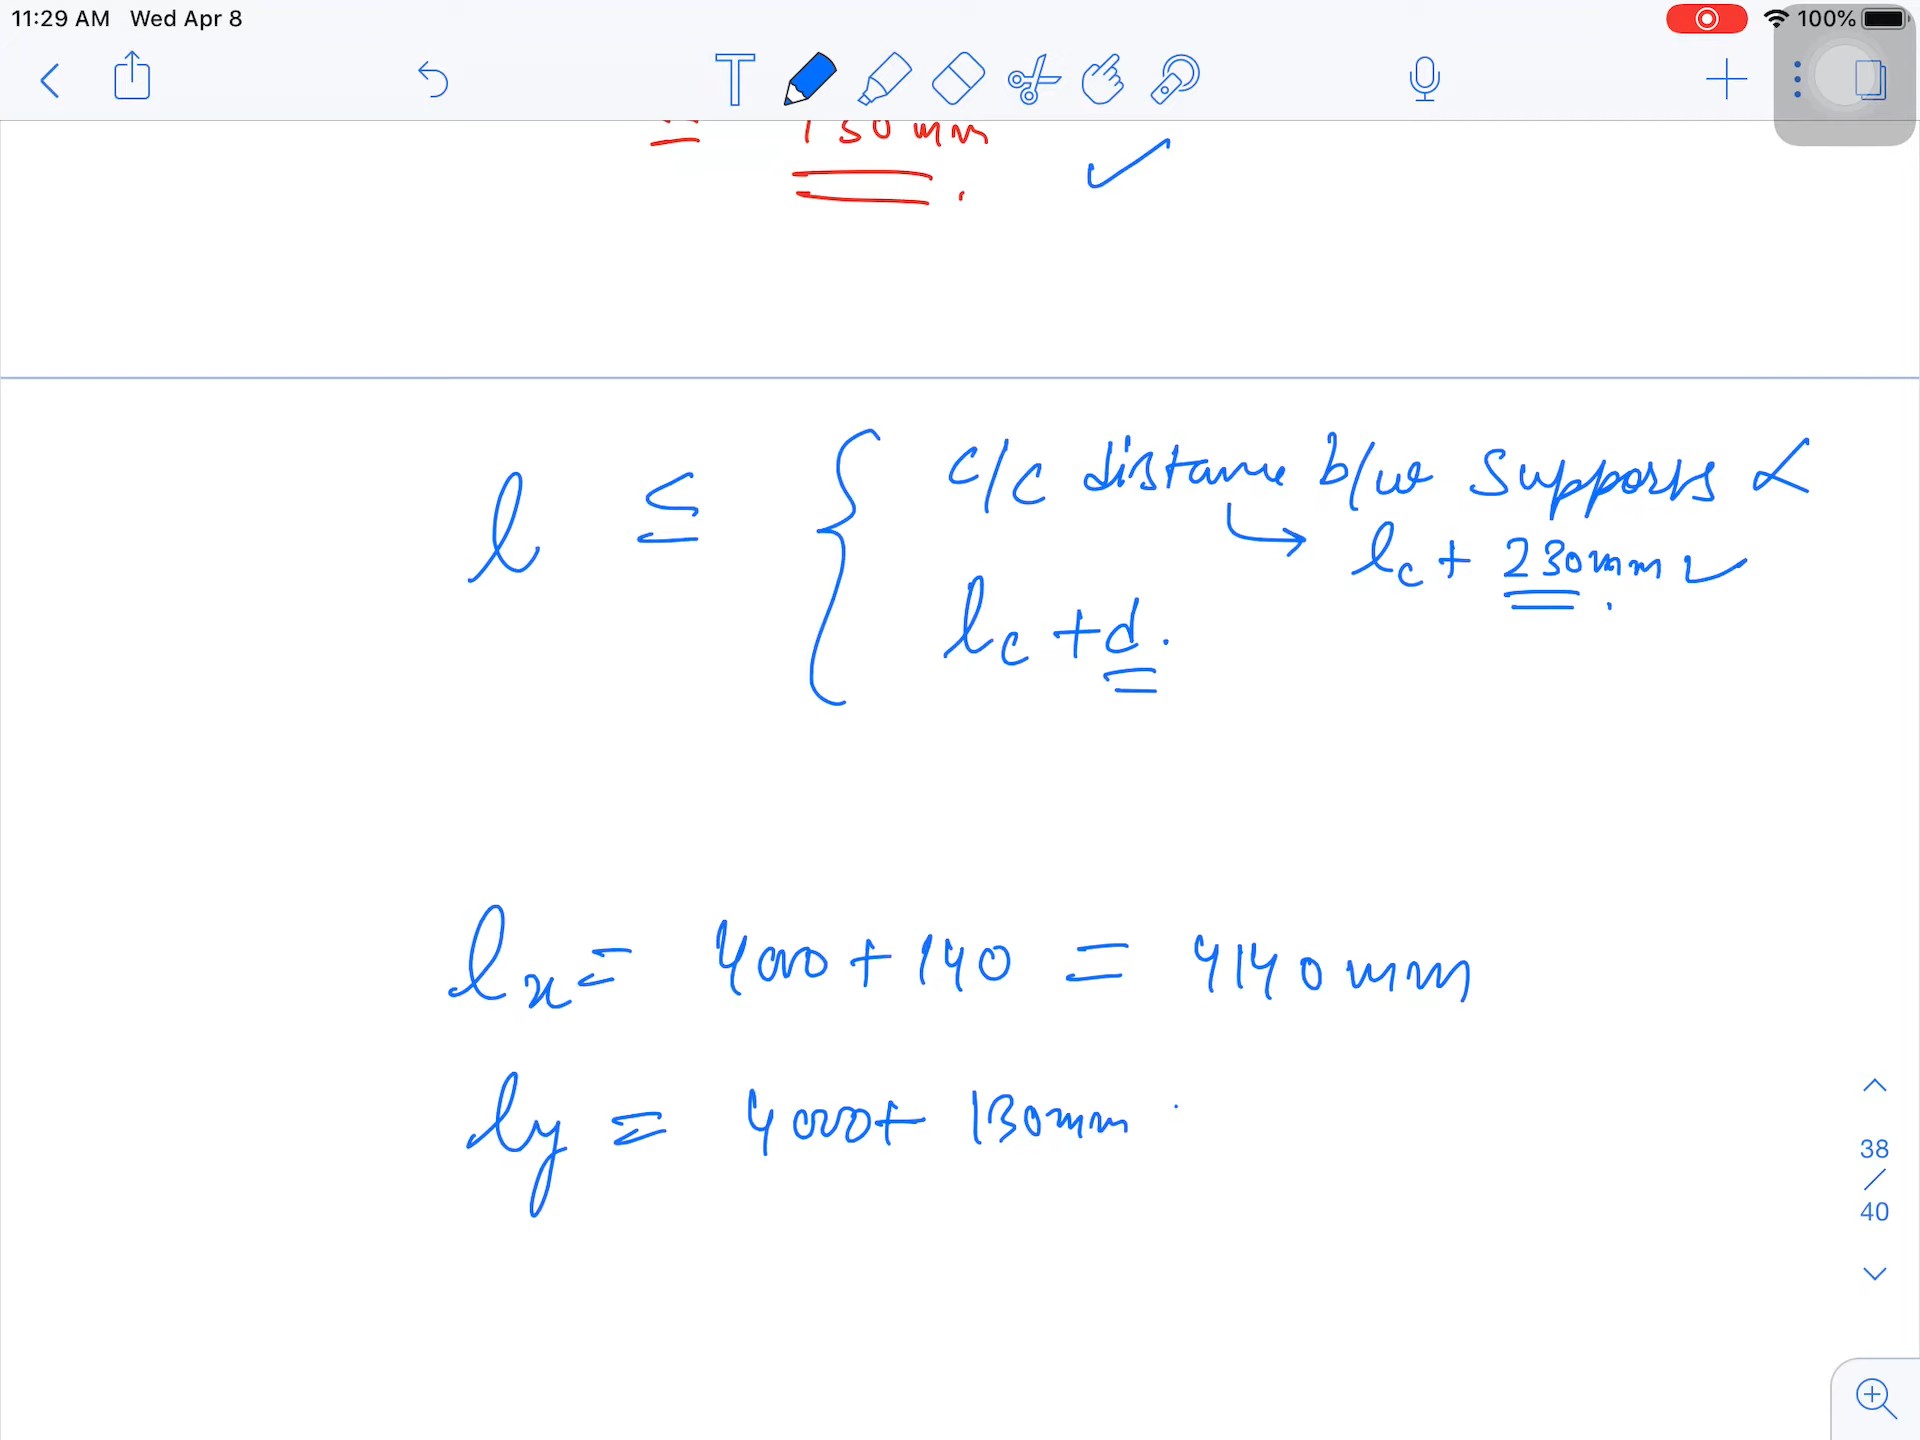 11:29 AM Wed Apr 8
100%
T
= 130 mm
l ≤ { c/c distance b/w supports
→ lc + 230mm
lc + d.
lx = 4000 + 140 = 4140 mm
ly = 4000 + 130mm
38
/
40